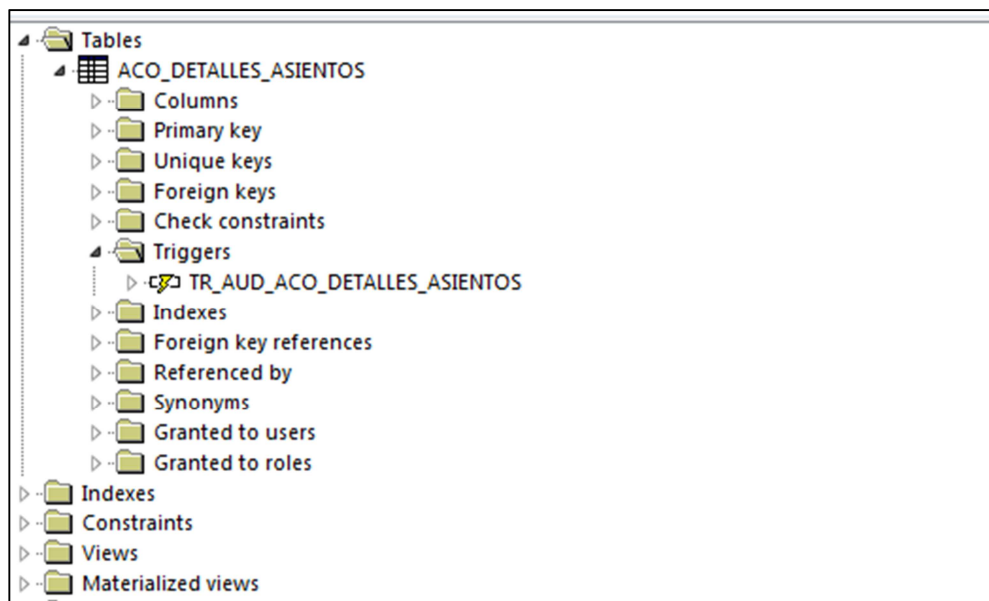 Tables
ACO_DETALLES_ASIENTOS
Columns
Primary key
Unique keys
Foreign keys
Check constraints
Triggers
TR_AUD_ACO_DETALLES_ASIENTOS
Indexes
Foreign key references
Referenced by
Synonyms
Granted to users
Granted to roles
Indexes
Constraints
Views
Materialized views